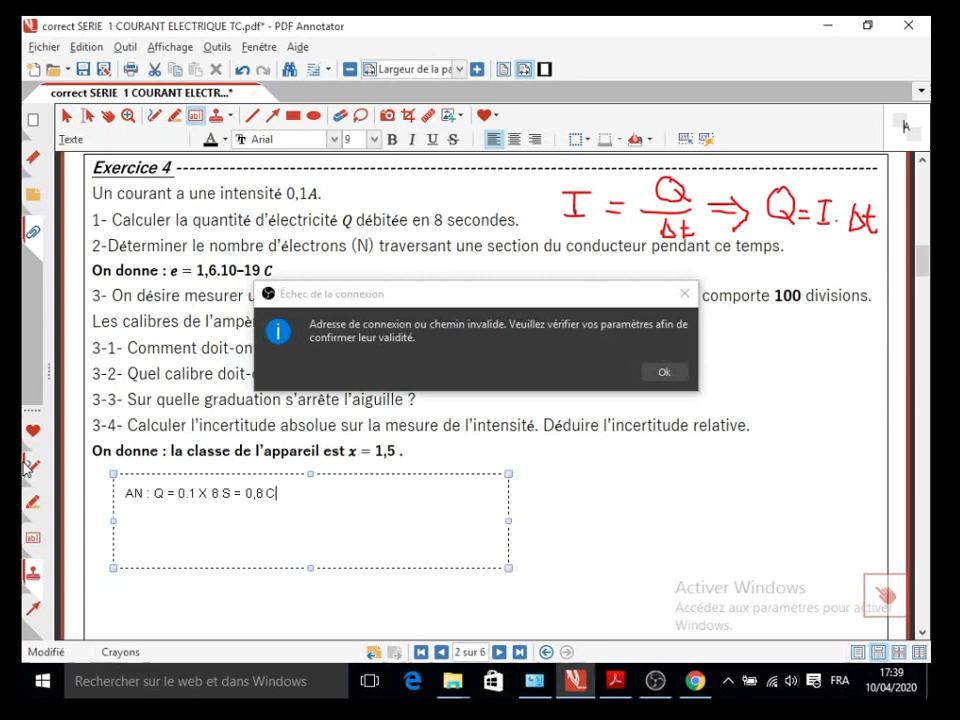 correct SERIE 1 COURANT ELECTRIQUE TC.pdf* - PDF Annotator
Fichier Edition Outil Affichage Outils Fenêtre Aide
Largeur de la pa
correct SERIE 1 COURANT ELECTR...*
Texte Arial 9 B I U S
Exercice 4
Un courant a une intensité 0,1A.
I = Q / Δt ⇒ Q = I . Δt
1- Calculer la quantité d'électricité Q débitée en 8 secondes.
2-Déterminer le nombre d'électrons (N) traversant une section du conducteur pendant ce temps.
On donne : e = 1,6.10−19 C
3- On désire mesurer comporte 100 divisions.
Échec de la connexion
Adresse de connexion ou chemin invalide. Veuillez vérifier vos paramètres afin de
confirmer leur validité.
Ok
Les calibres de l'ampè
3-1- Comment doit-on
3-2- Quel calibre doit-
3-3- Sur quelle graduation s'arrête l'aiguille ?
3-4- Calculer l'incertitude absolue sur la mesure de l'intensité. Déduire l'incertitude relative.
On donne : la classe de l'appareil est x = 1,5 .
AN : Q = 0.1 X 8 S = 0,8 C
Activer Windows
Accédez aux paramètres pour activer
Windows.
Modifié Crayons 2 sur 6
Rechercher sur le web et dans Windows
FRA
17:39
10/04/2020